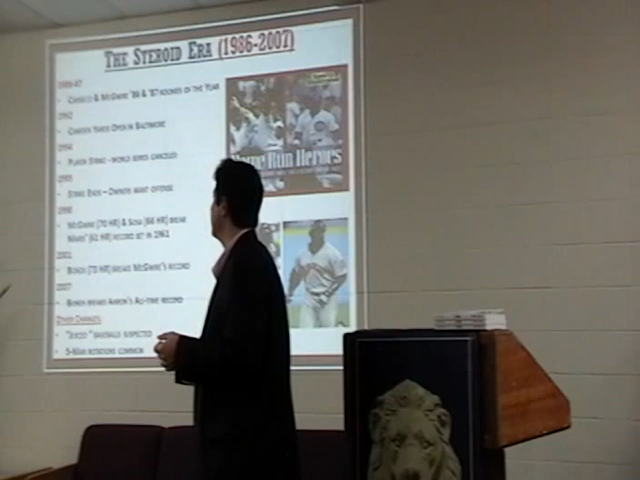 THE STEROID ERA (1986-2007)
1986-87
• CANSECO & MCGWIRE '86 & '87 ROOKIES OF THE YEAR
1992
• CAMDEN YARDS OPEN IN BALTIMORE
1994
• PLAYER STRIKE - WORLD SERIES CANCELED
1995
• STRIKE ENDS - OWNERS WANT OFFENSE
1998
• MCGWIRE (70 HR) & SOSA (66 HR) BREAK
MARIS' (61 HR) RECORD SET IN 1961
2001
• BONDS (73 HR) BREAKS MCGWIRE'S RECORD
2007
• BONDS BREAKS AARON'S ALL-TIME RECORD
OTHER CHANGES:
• "JUICED" BASEBALLS SUSPECTED
• 5-MAN ROTATIONS COMMON
Home Run Heroes